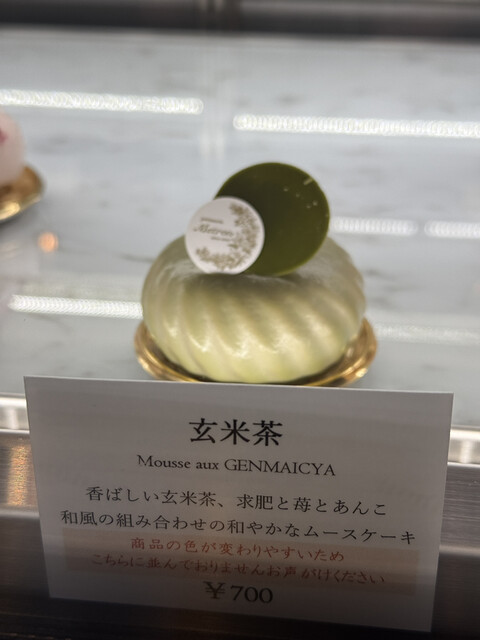 玄米茶
Mousse aux GENMAICYA
香ばしい玄米茶、求肥と苺とあんこ
和風の組み合わせの和やかなムースケーキ
商品の色が変わりやすいため
こちらに並んでおりませんお声がけください
￥700